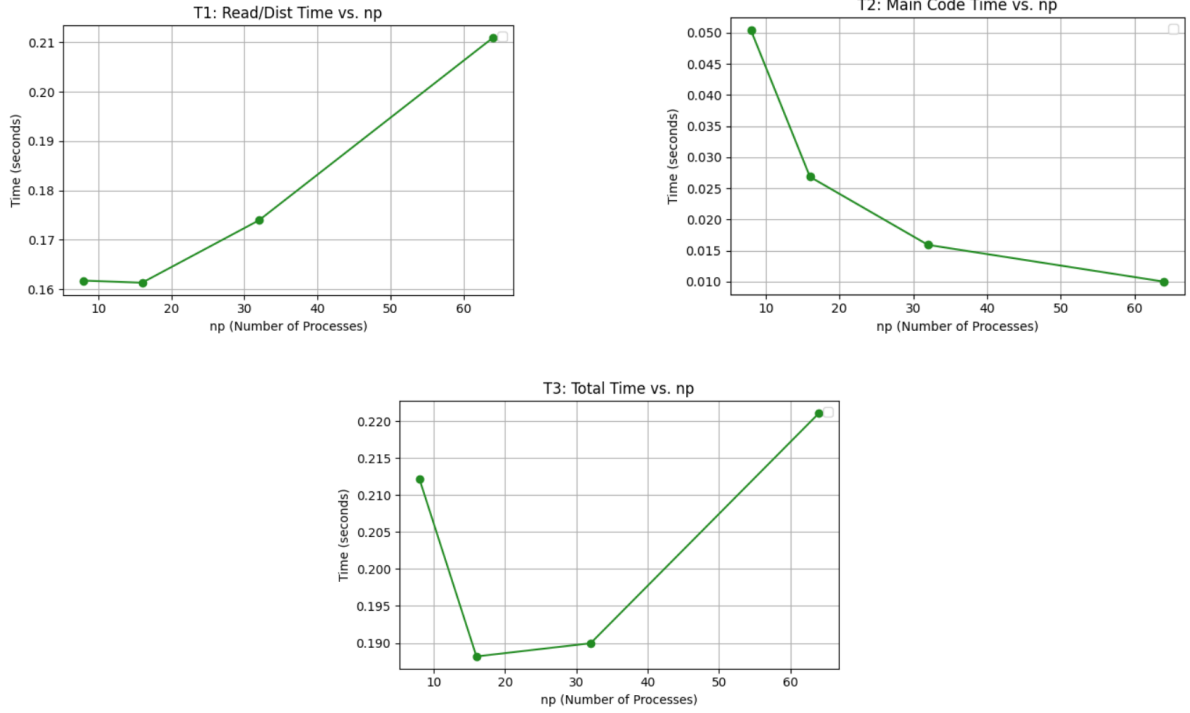 T1: Read/Dist Time vs. np
0.21
0.20
0.19
0.18
0.17
0.16
Time (seconds)
10 20 30 40 50 60
np (Number of Processes)
T2: Main Code Time vs. np
0.050
0.045
0.040
0.035
0.030
0.025
0.020
0.015
0.010
Time (seconds)
10 20 30 40 50 60
np (Number of Processes)
T3: Total Time vs. np
0.220
0.215
0.210
0.205
0.200
0.195
0.190
Time (seconds)
10 20 30 40 50 60
np (Number of Processes)